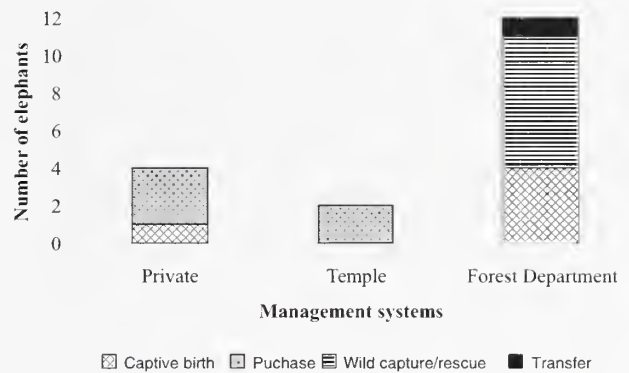 12
10
8
6
4
2
0
Number of elephants
Private Temple Forest Department
Management systems
Captive birth Puchase Wild capture/rescue Transfer